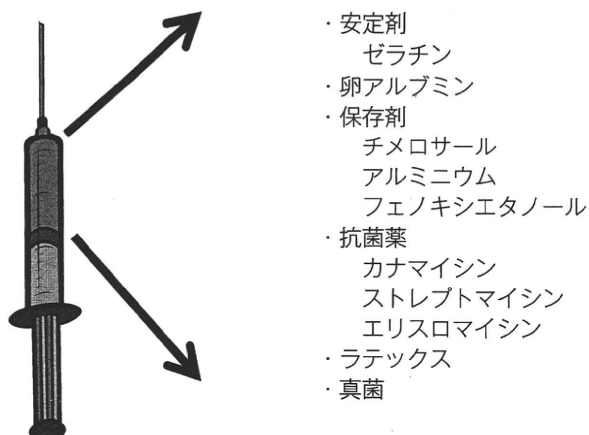 ・安定剤
ゼラチン
・卵アルブミン
・保存剤
チメロサール
アルミニウム
フェノキシエタノール
・抗菌薬
カナマイシン
ストレプトマイシン
エリスロマイシン
・ラテックス
・真菌